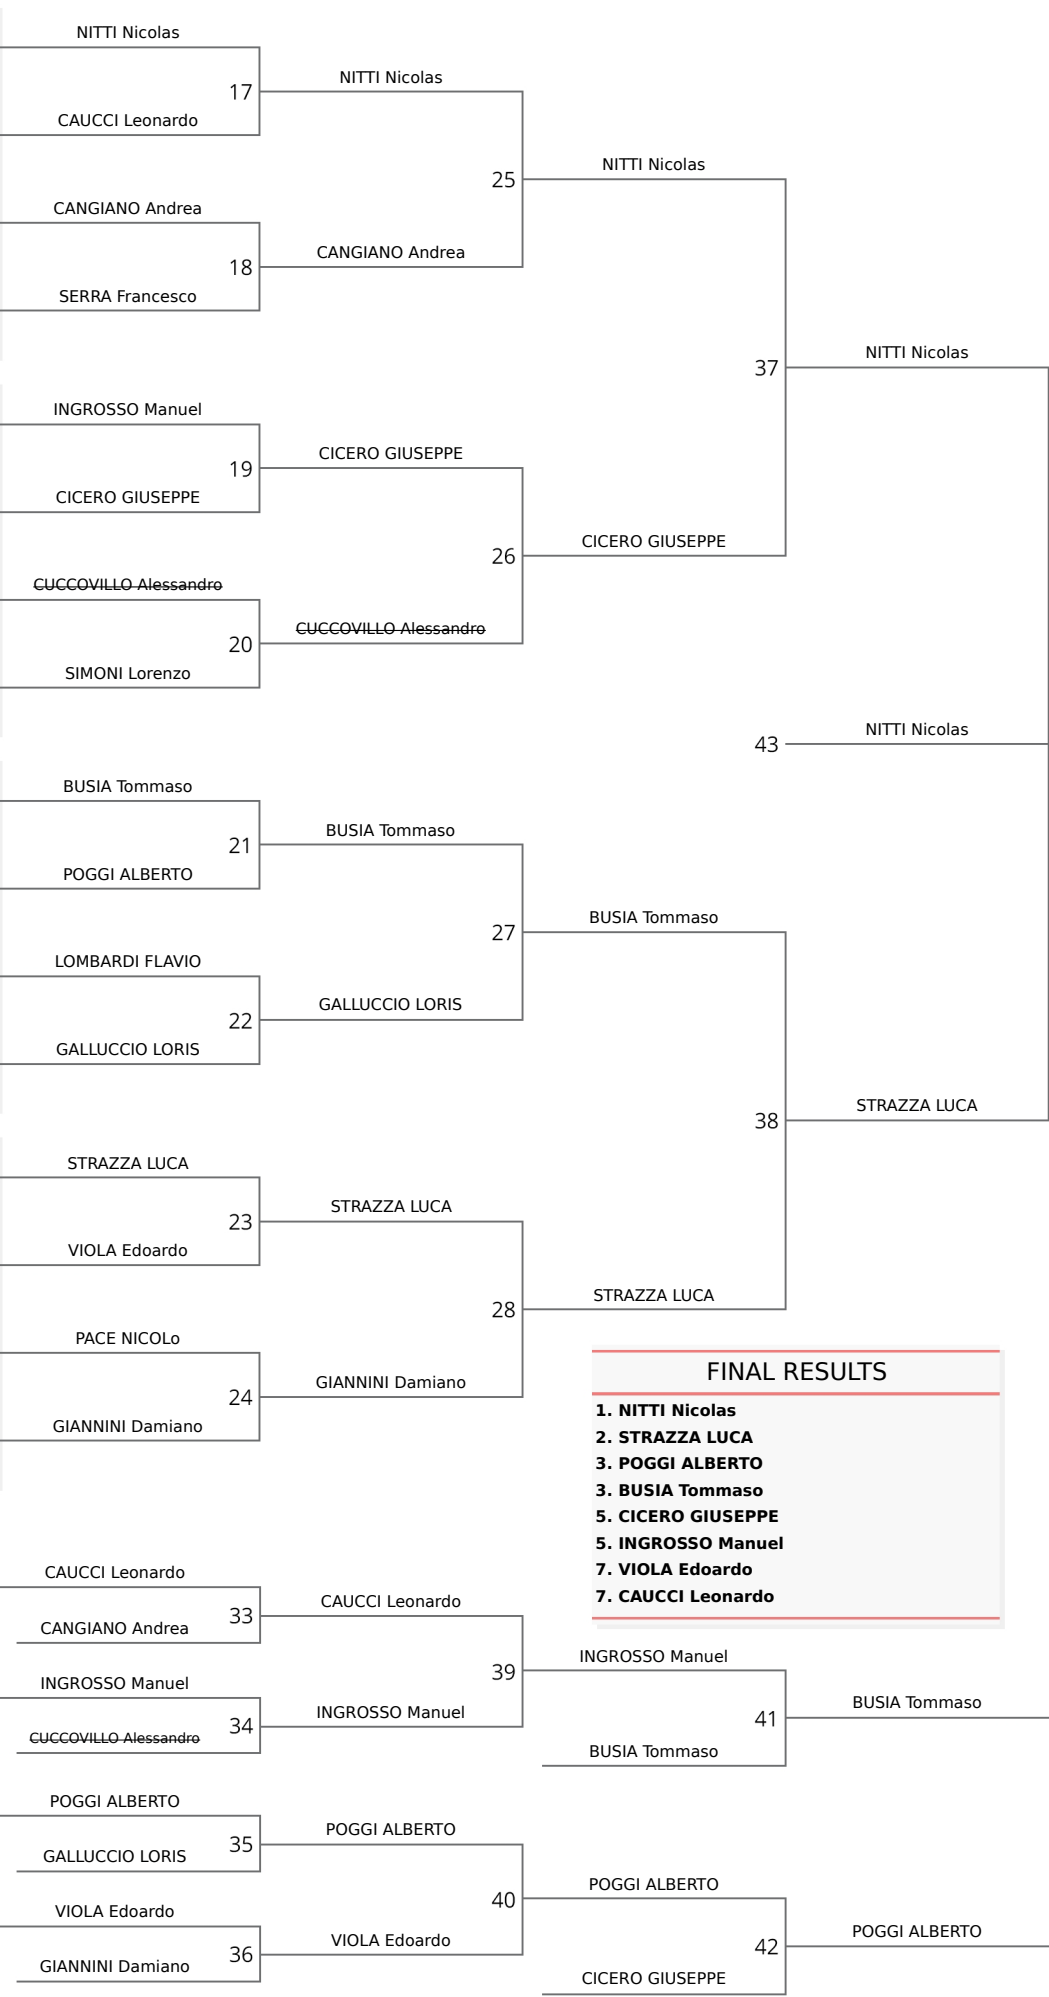 NITTI Nicolas
NITTI Nicolas
17
CAUCCI Leonardo
NITTI Nicolas
25
CANGIANO Andrea
CANGIANO Andrea
18
SERRA Francesco
NITTI Nicolas
37
INGROSSO Manuel
CICERO GIUSEPPE
19
CICERO GIUSEPPE
CICERO GIUSEPPE
26
CUCCOVILLO Alessandro
CUCCOVILLO Alessandro
20
SIMONI Lorenzo
NITTI Nicolas
43
BUSIA Tommaso
BUSIA Tommaso
21
POGGI ALBERTO
BUSIA Tommaso
27
LOMBARDI FLAVIO
GALLUCCIO LORIS
22
GALLUCCIO LORIS
STRAZZA LUCA
38
STRAZZA LUCA
STRAZZA LUCA
23
VIOLA Edoardo
STRAZZA LUCA
28
PACE NICOLo
GIANNINI Damiano
24
GIANNINI Damiano
FINAL RESULTS
1. NITTI Nicolas
2. STRAZZA LUCA
3. POGGI ALBERTO
3. BUSIA Tommaso
5. CICERO GIUSEPPE
5. INGROSSO Manuel
7. VIOLA Edoardo
7. CAUCCI Leonardo
CAUCCI Leonardo
CAUCCI Leonardo
33
CANGIANO Andrea
INGROSSO Manuel
39
INGROSSO Manuel
INGROSSO Manuel
34
CUCCOVILLO Alessandro
BUSIA Tommaso
41
BUSIA Tommaso
POGGI ALBERTO
POGGI ALBERTO
35
GALLUCCIO LORIS
POGGI ALBERTO
40
VIOLA Edoardo
VIOLA Edoardo
36
GIANNINI Damiano
POGGI ALBERTO
42
CICERO GIUSEPPE